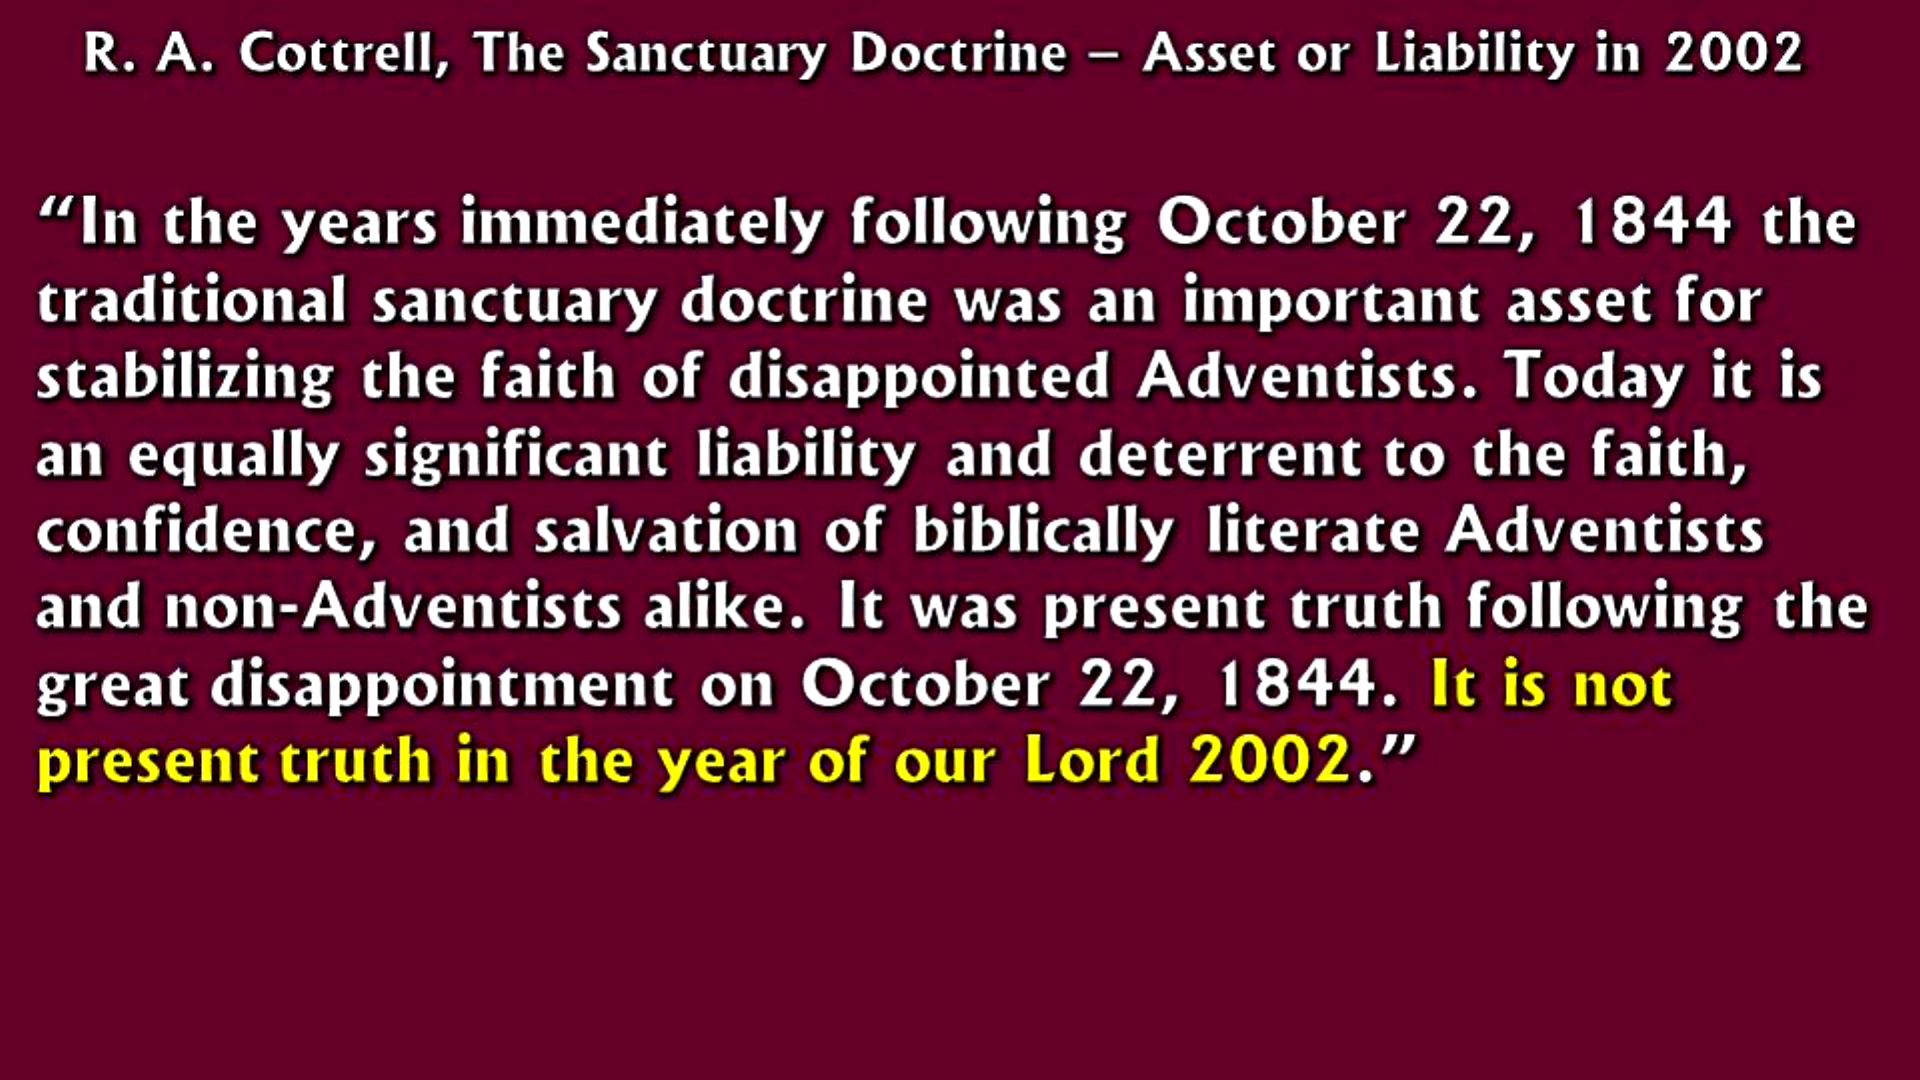 R. A. Cottrell, The Sanctuary Doctrine – Asset or Liability in 2002
“In the years immediately following October 22, 1844 the
traditional sanctuary doctrine was an important asset for
stabilizing the faith of disappointed Adventists. Today it is
an equally significant liability and deterrent to the faith,
confidence, and salvation of biblically literate Adventists
and non-Adventists alike. It was present truth following the
great disappointment on October 22, 1844. It is not
present truth in the year of our Lord 2002.”